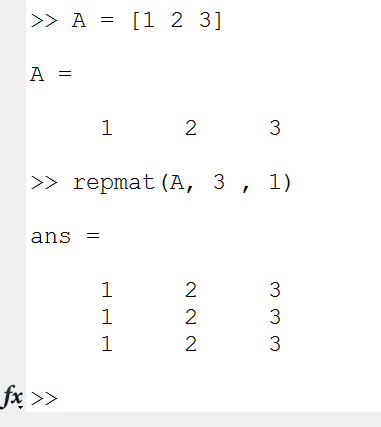 >> A = [1 2 3]
A =
1 2 3
>> repmat(A, 3 , 1)
ans =
1 2 3
1 2 3
1 2 3
fx >>